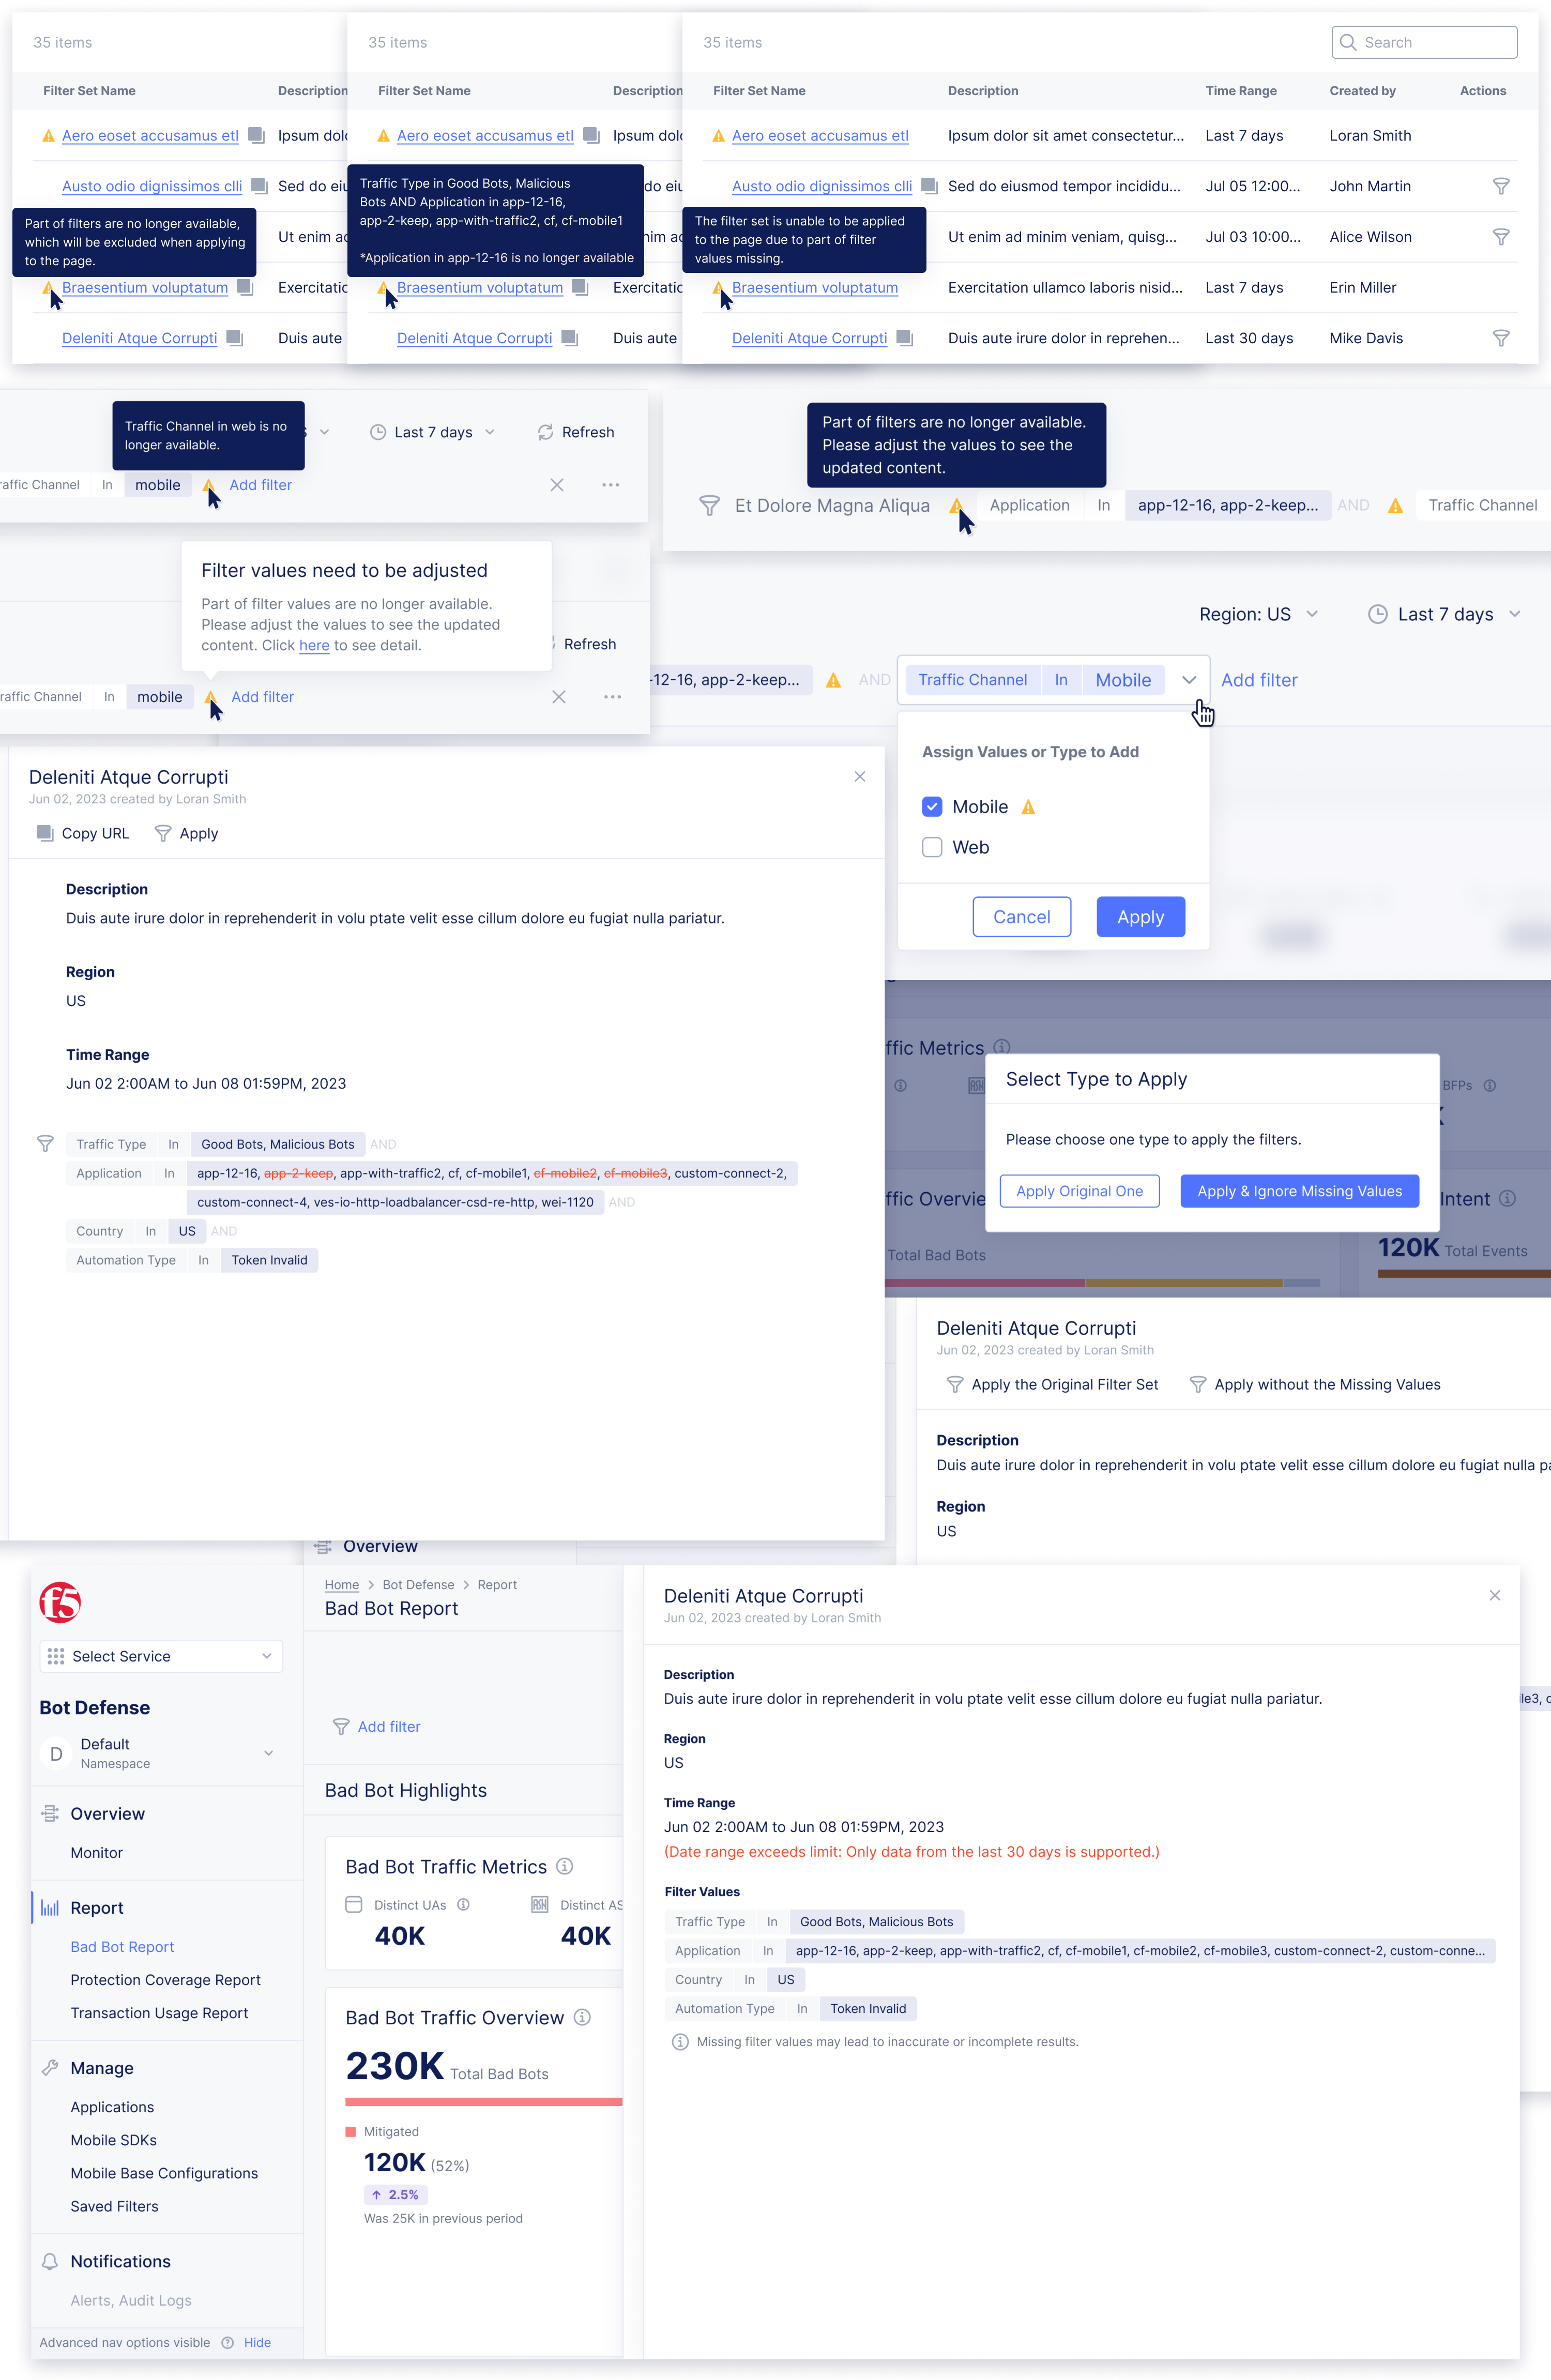 35 items
Filter Set Name
Description
Aero eoset accusamus etl
Ipsum dolo
Austo odio dignissimos clli
Sed do eiu
Part of filters are no longer available,
which will be excluded when applying
to the page.
Ut enim ad
Braesentium voluptatum
Exercitatio
Deleniti Atque Corrupti
Duis aute
35 items
Filter Set Name
Description
Aero eoset accusamus etl
Ipsum dolo
Traffic Type in Good Bots, Malicious
Bots AND Application in app-12-16,
app-2-keep, app-with-traffic2, cf, cf-mobile1
*Application in app-12-16 is no longer available
do eiu
nim ad
Braesentium voluptatum
Exercitatio
Deleniti Atque Corrupti
Duis aute
35 items
Search
Filter Set Name Description Time Range Created by Actions
Aero eoset accusamus etl Ipsum dolor sit amet consectetur... Last 7 days Loran Smith
Austo odio dignissimos clli Sed do eiusmod tempor incididu... Jul 05 12:00... John Martin
The filter set is unable to be applied
to the page due to part of filter
values missing.
Ut enim ad minim veniam, quisg... Jul 03 10:00... Alice Wilson
Braesentium voluptatum Exercitation ullamco laboris nisid... Last 7 days Erin Miller
Deleniti Atque Corrupti Duis aute irure dolor in reprehen... Last 30 days Mike Davis
Traffic Channel in web is no
longer available.
Last 7 days Refresh
raffic Channel In mobile Add filter
Part of filters are no longer available.
Please adjust the values to see the
updated content.
Et Dolore Magna Aliqua Application In app-12-16, app-2-keep... AND Traffic Channel
Filter values need to be adjusted
Part of filter values are no longer available.
Please adjust the values to see the updated
content. Click here to see detail.
Refresh
raffic Channel In mobile Add filter
Region: US Last 7 days
-12-16, app-2-keep... AND Traffic Channel In Mobile Add filter
Assign Values or Type to Add
Mobile
Web
Cancel Apply
Deleniti Atque Corrupti
Jun 02, 2023 created by Loran Smith
Copy URL Apply
Description
Duis aute irure dolor in reprehenderit in volu ptate velit esse cillum dolore eu fugiat nulla pariatur.
Region
US
Time Range
Jun 02 2:00AM to Jun 08 01:59PM, 2023
Traffic Type In Good Bots, Malicious Bots AND
Application In app-12-16, app-2-keep, app-with-traffic2, cf, cf-mobile1, cf-mobile2, cf-mobile3, custom-connect-2,
custom-connect-4, ves-io-http-loadbalancer-csd-re-http, wei-1120 AND
Country In US AND
Automation Type In Token Invalid
ffic Metrics
BFPs
Select Type to Apply
Please choose one type to apply the filters.
Apply Original One Apply & Ignore Missing Values
ffic Overvie
Intent
Total Bad Bots
120K Total Events
Deleniti Atque Corrupti
Jun 02, 2023 created by Loran Smith
Apply the Original Filter Set Apply without the Missing Values
Description
Duis aute irure dolor in reprehenderit in volu ptate velit esse cillum dolore eu fugiat nulla pa
Region
US
Overview
f5
Select Service
Bot Defense
D Default
Namespace
Overview
Monitor
Report
Bad Bot Report
Protection Coverage Report
Transaction Usage Report
Manage
Applications
Mobile SDKs
Mobile Base Configurations
Saved Filters
Notifications
Alerts, Audit Logs
Advanced nav options visible Hide
Home > Bot Defense > Report
Bad Bot Report
Add filter
Bad Bot Highlights
Bad Bot Traffic Metrics
Distinct UAs Distinct AS
40K 40K
Bad Bot Traffic Overview
230K Total Bad Bots
Mitigated
120K (52%)
↑ 2.5%
Was 25K in previous period
Deleniti Atque Corrupti
Jun 02, 2023 created by Loran Smith
Description
Duis aute irure dolor in reprehenderit in volu ptate velit esse cillum dolore eu fugiat nulla pariatur.
Region
US
Time Range
Jun 02 2:00AM to Jun 08 01:59PM, 2023
(Date range exceeds limit: Only data from the last 30 days is supported.)
Filter Values
Traffic Type In Good Bots, Malicious Bots
Application In app-12-16, app-2-keep, app-with-traffic2, cf, cf-mobile1, cf-mobile2, cf-mobile3, custom-connect-2, custom-conne...
Country In US
Automation Type In Token Invalid
Missing filter values may lead to inaccurate or incomplete results.
ile3, c